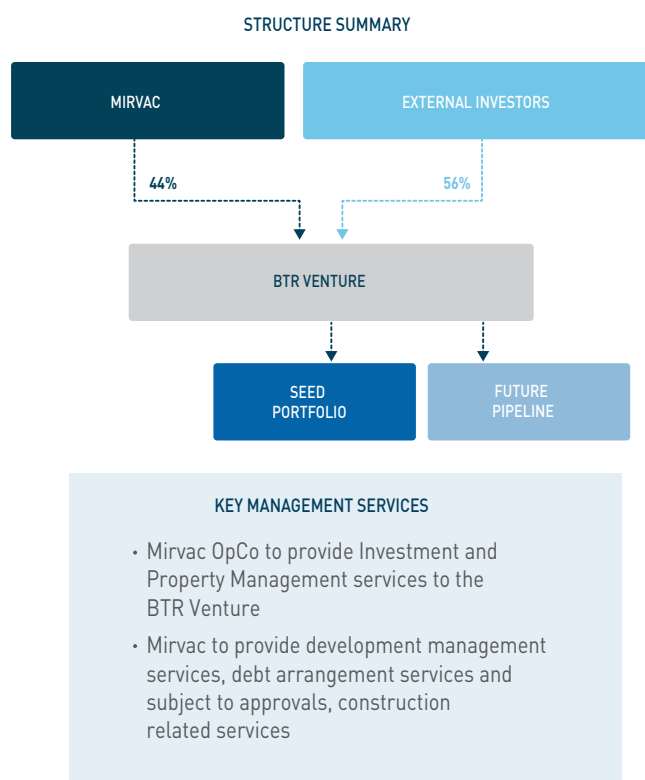 STRUCTURE SUMMARY
MIRVAC
EXTERNAL INVESTORS
44%
56%
BTR VENTURE
SEED
PORTFOLIO
FUTURE
PIPELINE
KEY MANAGEMENT SERVICES
• Mirvac OpCo to provide Investment and
Property Management services to the
BTR Venture
• Mirvac to provide development management
services, debt arrangement services and
subject to approvals, construction
related services